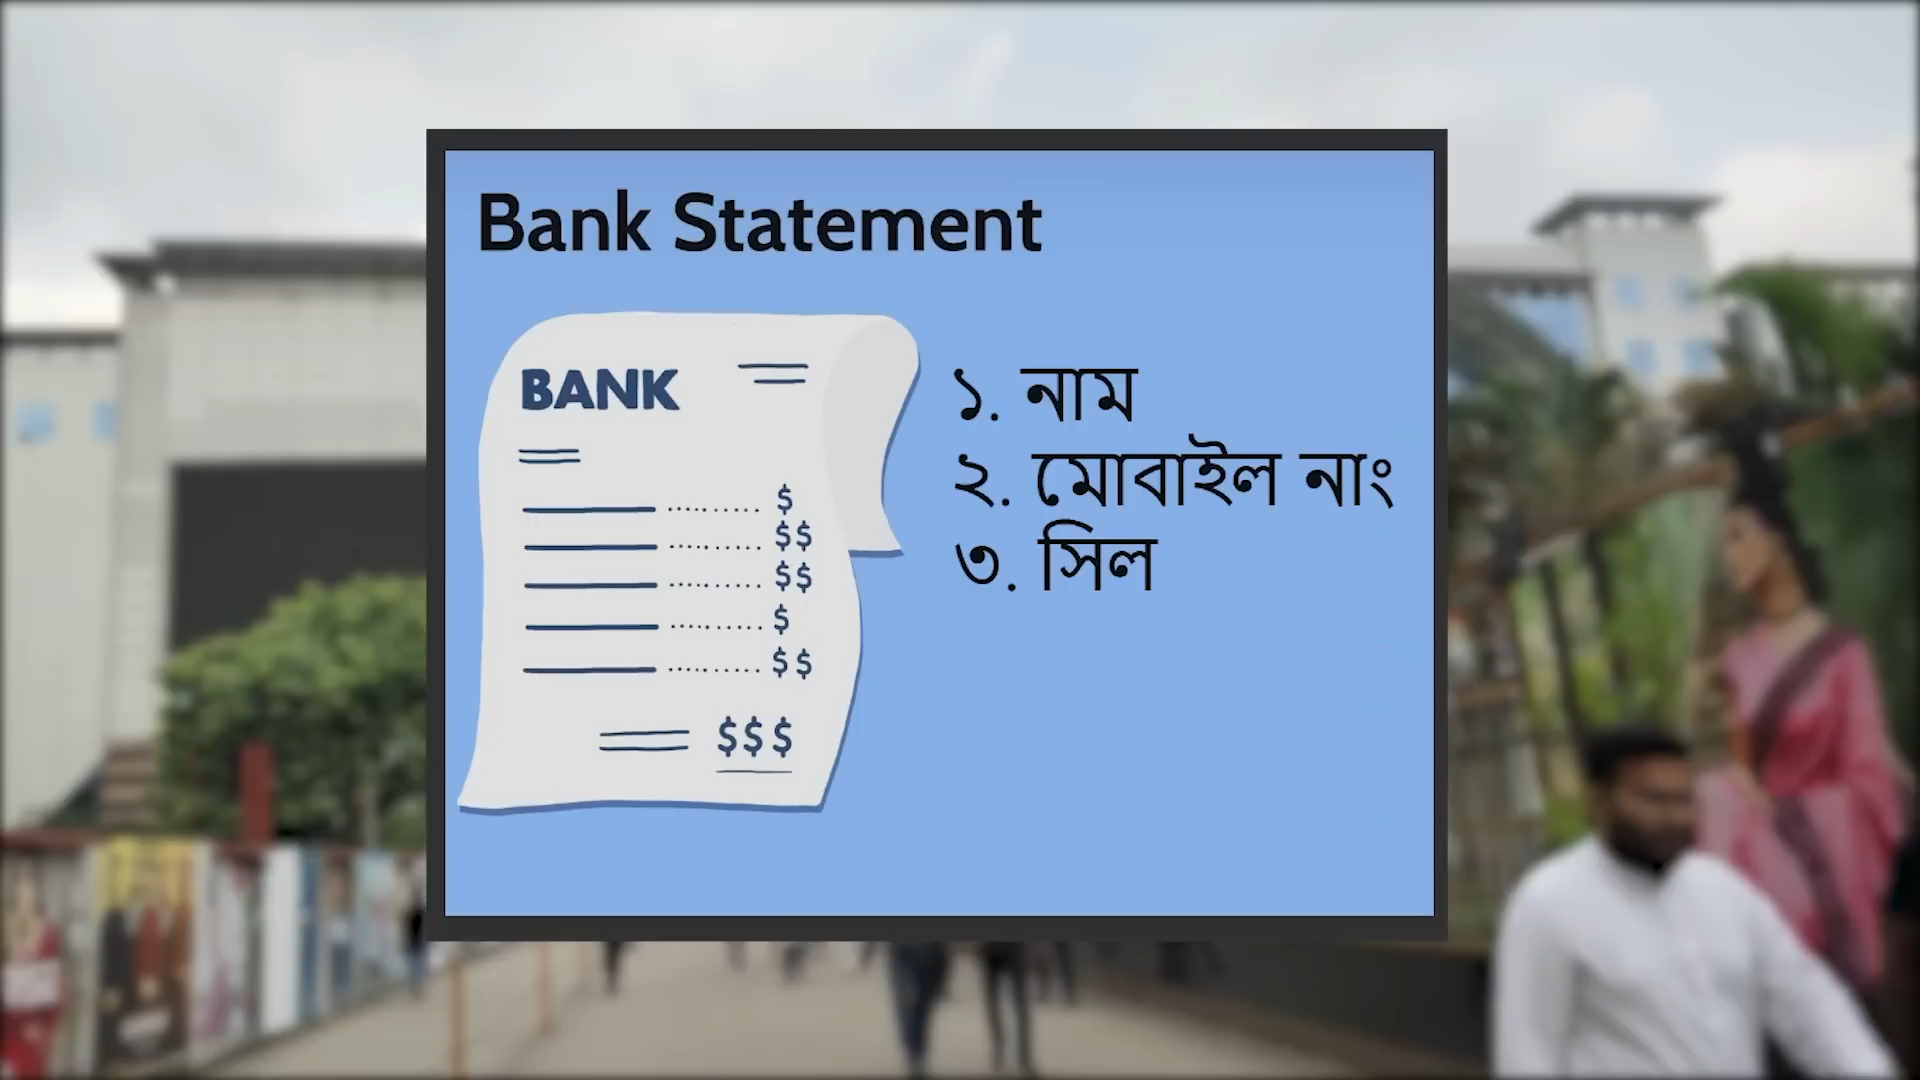 Bank Statement
BANK
$
$$
$$
$
$$
$$$
১. নাম
২. মোবাইল নাং
৩. সিল